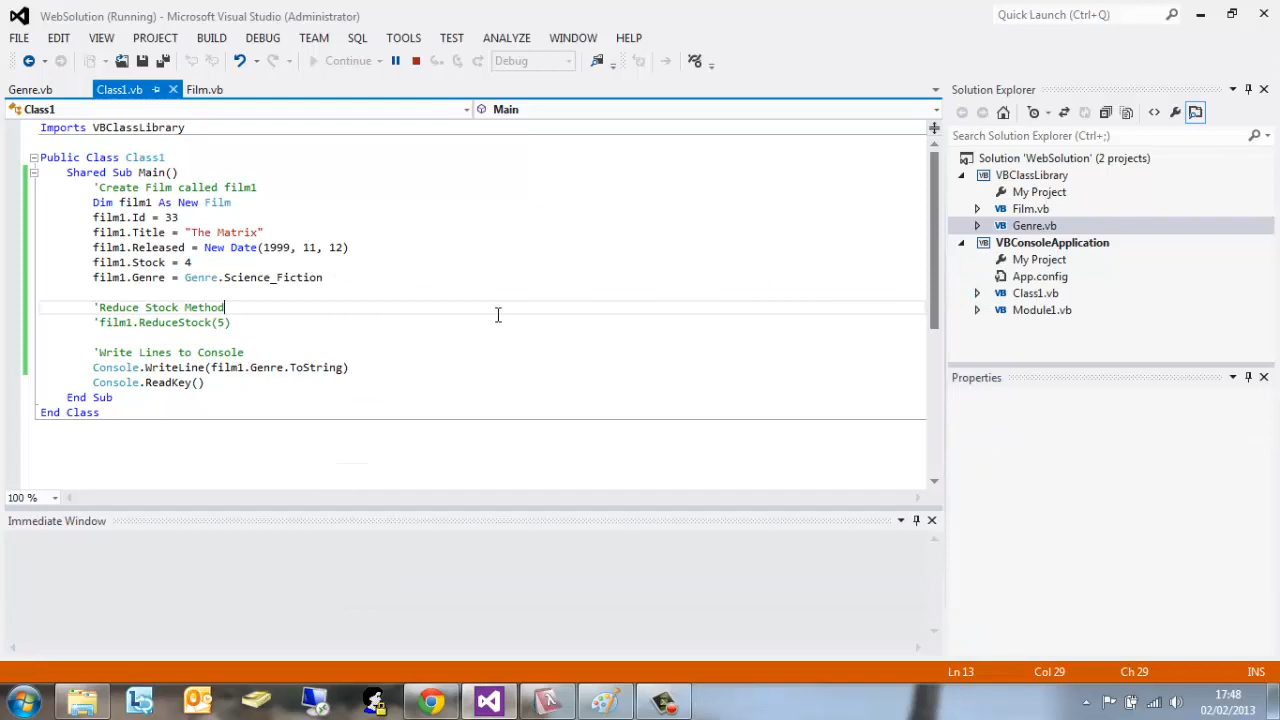 WebSolution (Running) - Microsoft Visual Studio (Administrator)
Quick Launch (Ctrl+Q)
FILE EDIT VIEW PROJECT BUILD DEBUG TEAM SQL TOOLS TEST ANALYZE WINDOW HELP
Continue Debug
Genre.vb Class1.vb Film.vb
Class1 Main
Imports VBClassLibrary
Public Class Class1
Shared Sub Main()
'Create Film called film1
Dim film1 As New Film
film1.Id = 33
film1.Title = "The Matrix"
film1.Released = New Date(1999, 11, 12)
film1.Stock = 4
film1.Genre = Genre.Science_Fiction
'Reduce Stock Method
'film1.ReduceStock(5)
'Write Lines to Console
Console.WriteLine(film1.Genre.ToString)
Console.ReadKey()
End Sub
End Class
100 %
Immediate Window
Solution Explorer
Search Solution Explorer (Ctrl+;)
Solution 'WebSolution' (2 projects)
VB VBClassLibrary
My Project
VB Film.vb
VB Genre.vb
VB VBConsoleApplication
My Project
App.config
VB Class1.vb
VB Module1.vb
Properties
Ln 13 Col 29 Ch 29 INS
17:48
02/02/2013